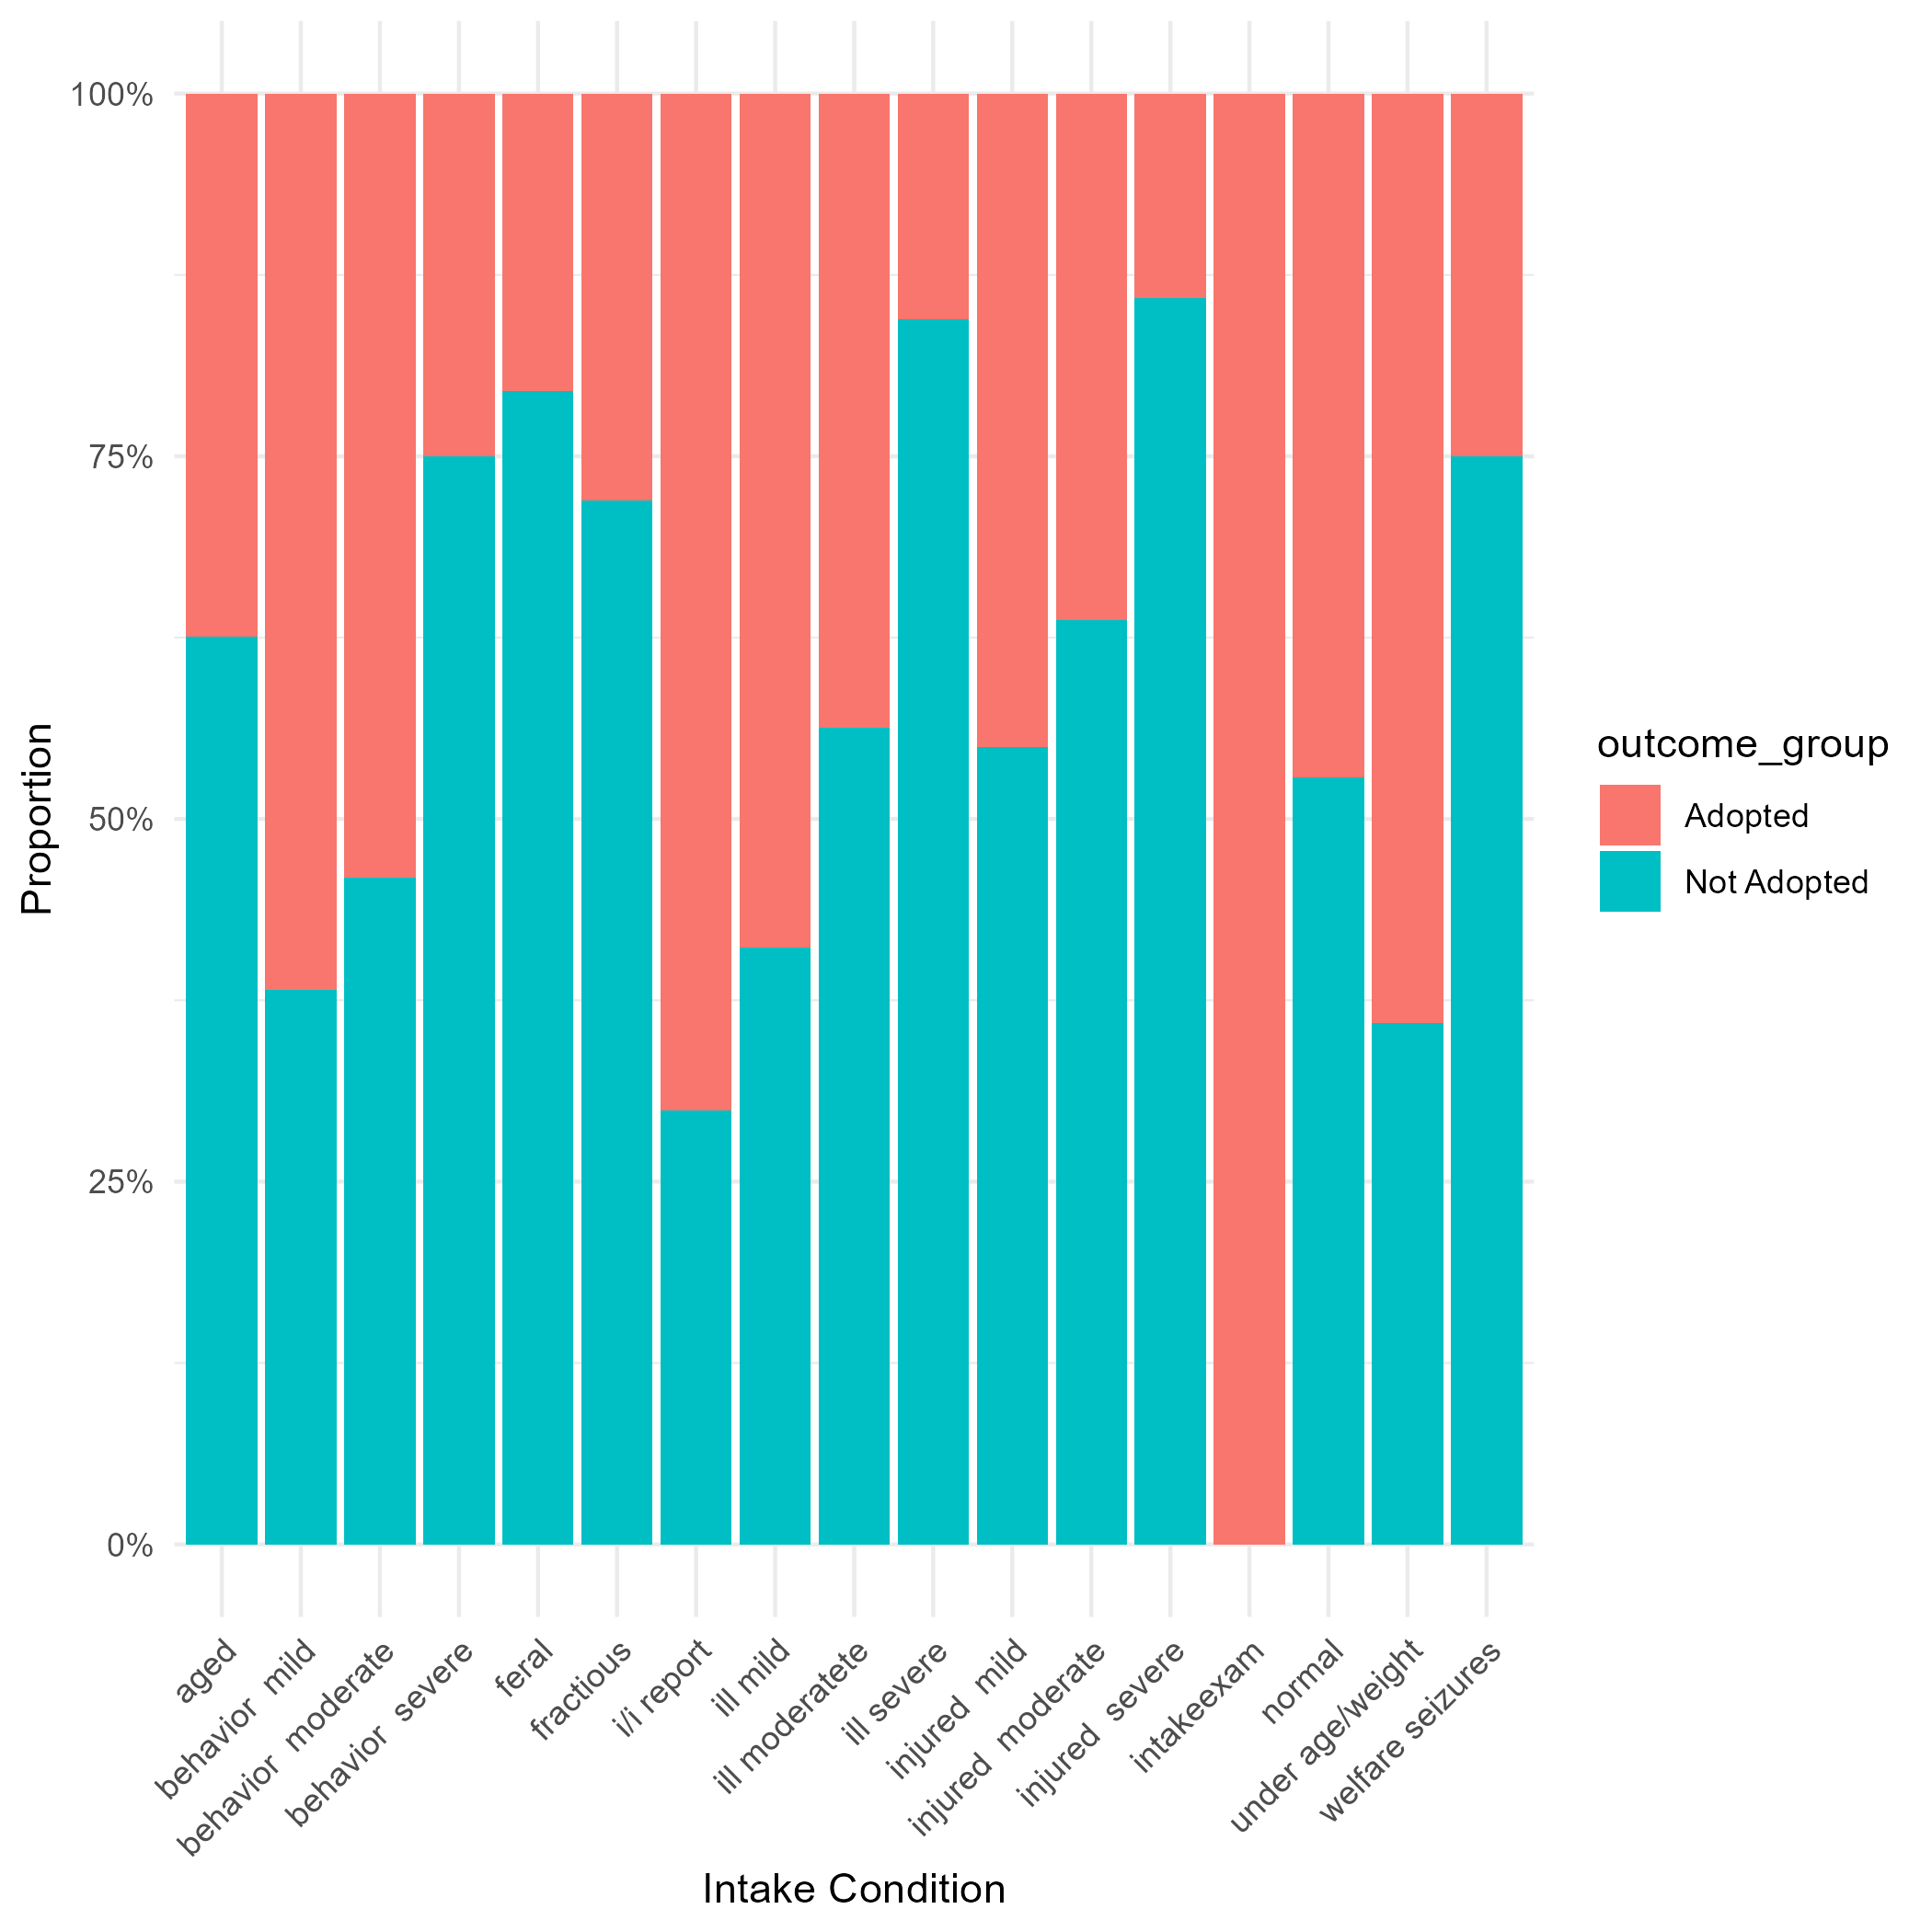 100%
75%
50%
25%
0%
Proportion
outcome_group
Adopted
Not Adopted
aged
behavior  mild
behavior  moderate
behavior  severe
feral
fractious
i/i report
ill mild
ill moderatete
ill severe
injured  mild
injured  moderate
injured  severe
intakeexam
normal
under age/weight
welfare seizures
Intake Condition